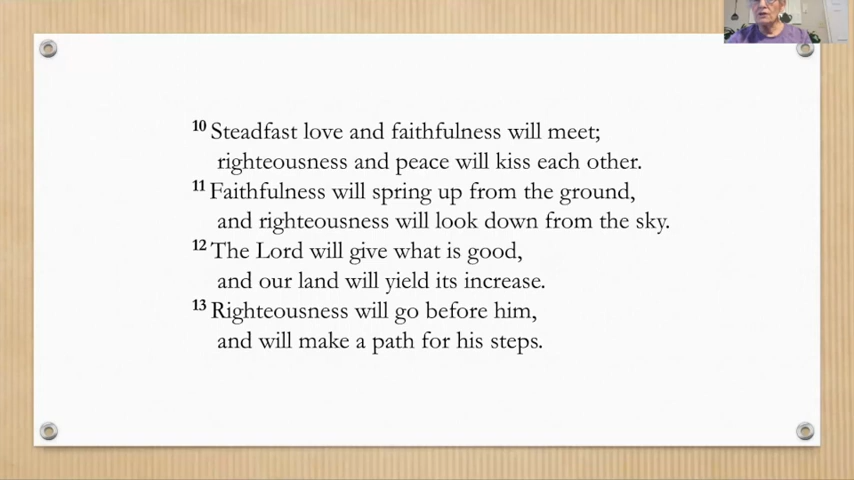 10 Steadfast love and faithfulness will meet;
righteousness and peace will kiss each other.
11 Faithfulness will spring up from the ground,
and righteousness will look down from the sky.
12 The Lord will give what is good,
and our land will yield its increase.
13 Righteousness will go before him,
and will make a path for his steps.